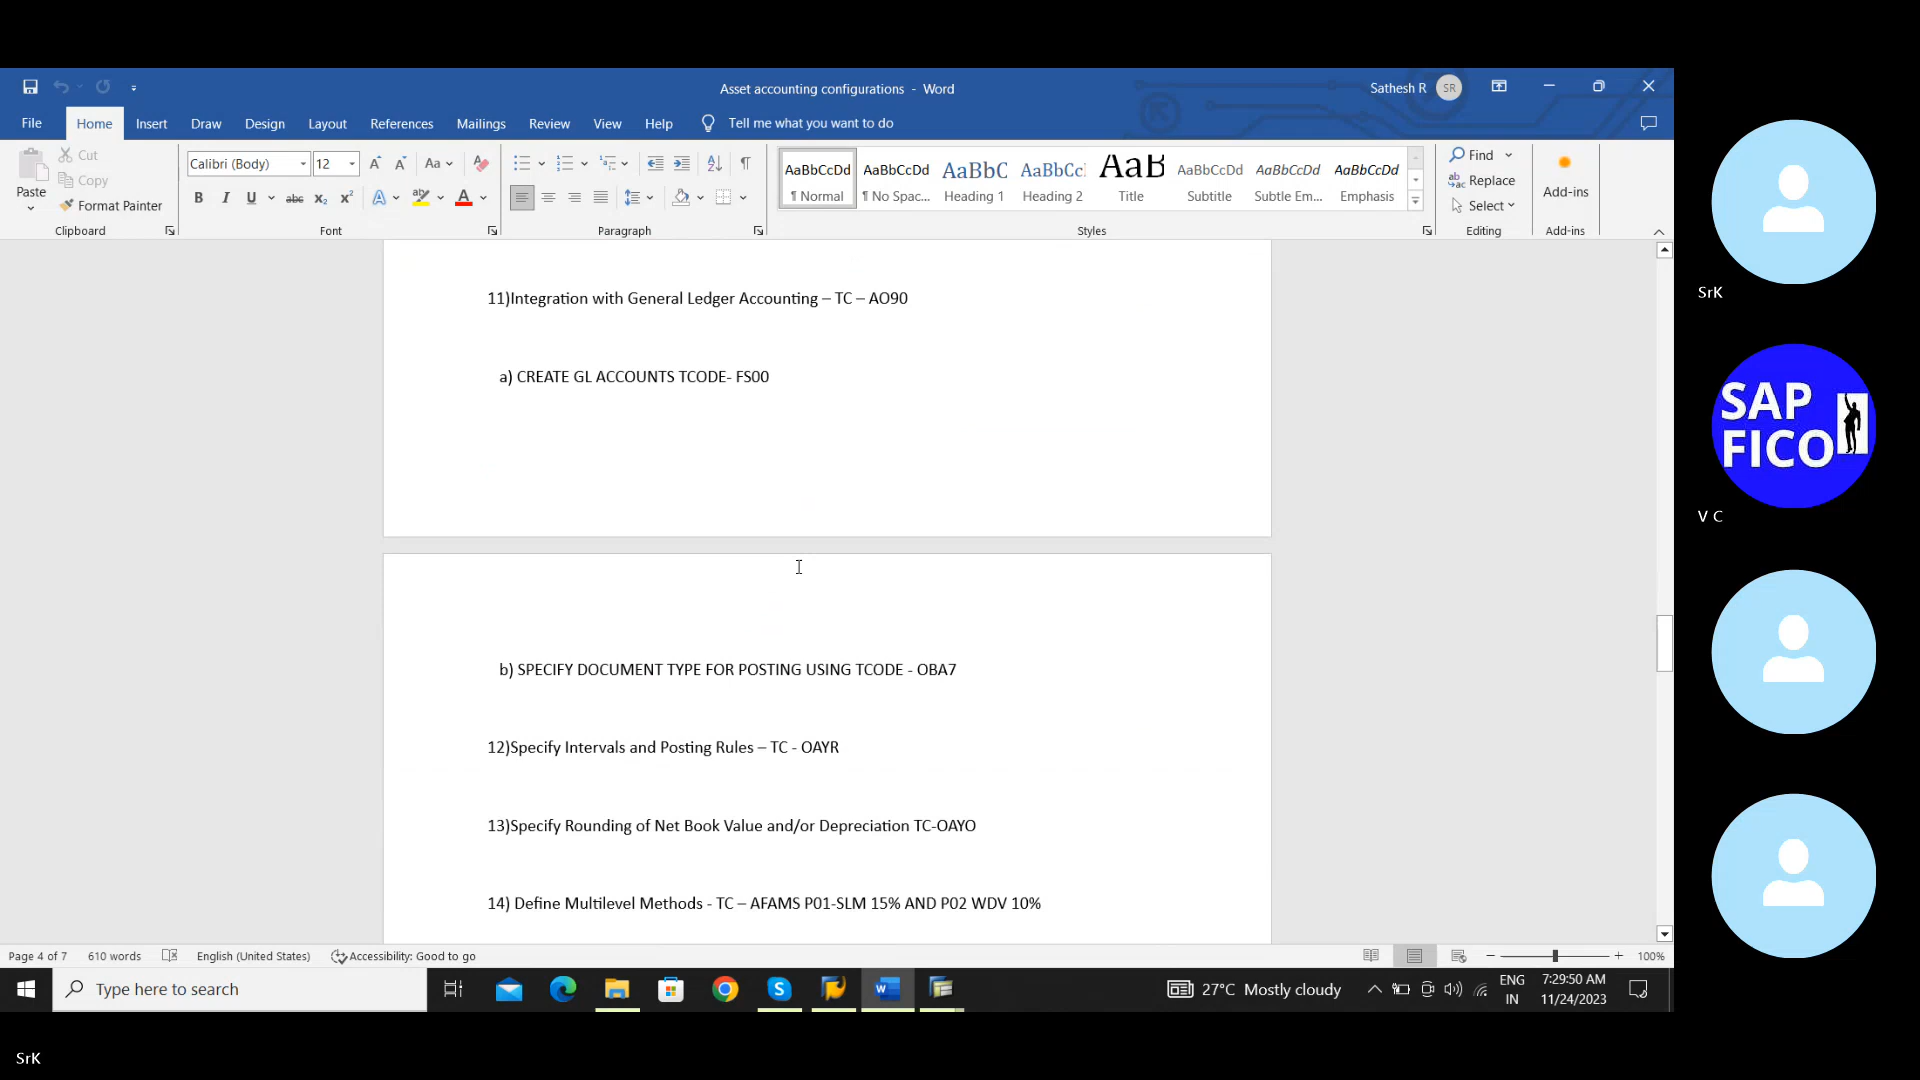 Asset accounting configurations - Word
Sathesh R
SR
File
Home
Insert
Draw
Design
Layout
References
Mailings
Review
View
Help
Tell me what you want to do
Paste
Cut
Copy
Format Painter
Clipboard
Calibri (Body)
12
Font
Paragraph
AaBbCcDd
¶ Normal
AaBbCcDd
¶ No Spac...
AaBbC
Heading 1
AaBbCc
Heading 2
AaB
Title
AaBbCcDd
Subtitle
AaBbCcDd
Subtle Em...
AaBbCcDd
Emphasis
Styles
Find
Replace
Select
Editing
Add-ins
Add-ins
11)Integration with General Ledger Accounting – TC – AO90
a) CREATE GL ACCOUNTS TCODE- FS00
b) SPECIFY DOCUMENT TYPE FOR POSTING USING TCODE - OBA7
12)Specify Intervals and Posting Rules – TC - OAYR
13)Specify Rounding of Net Book Value and/or Depreciation TC-OAYO
14) Define Multilevel Methods - TC – AFAMS P01-SLM 15% AND P02 WDV 10%
Page 4 of 7
610 words
English (United States)
Accessibility: Good to go
100%
Type here to search
27°C Mostly cloudy
ENG
IN
7:29:50 AM
11/24/2023
SrK
SAP
FICO
V C
SrK